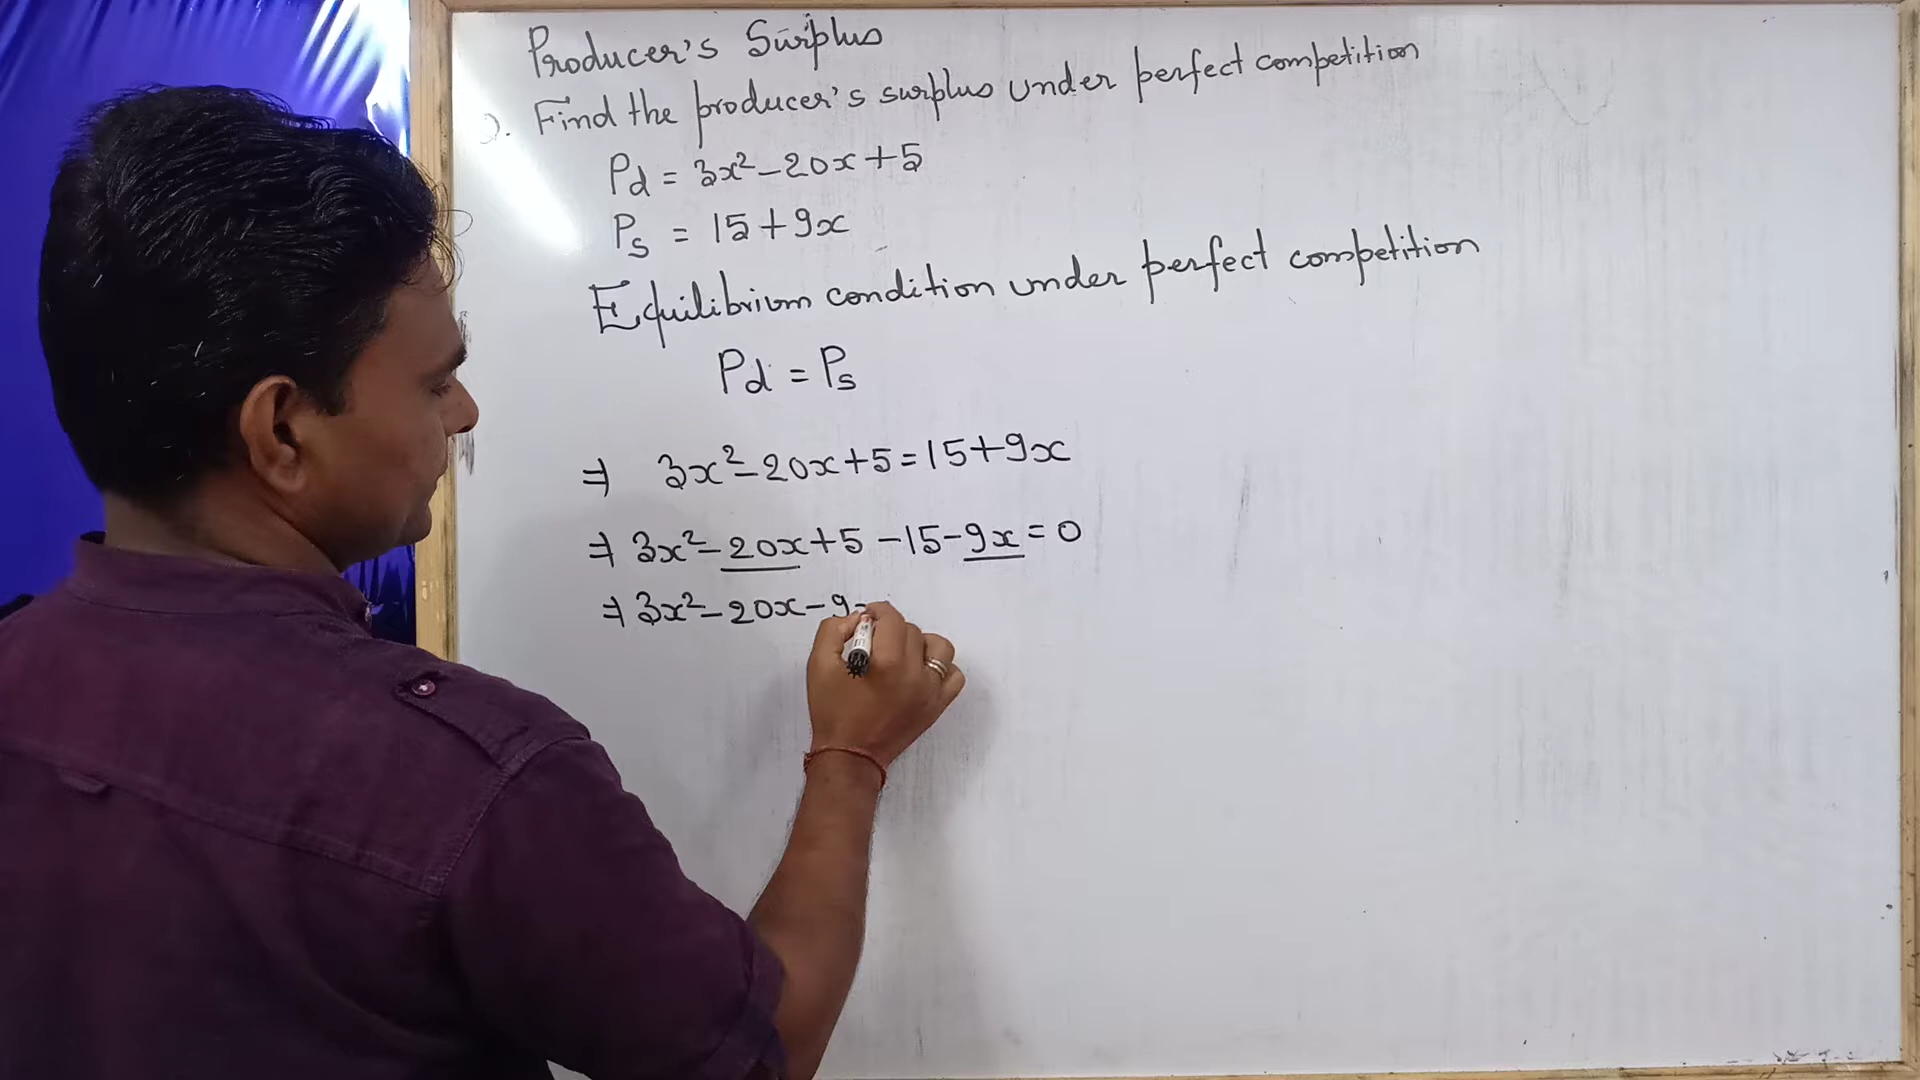 Producer's Surplus
Q. Find the producer's surplus under perfect competition
Pd = 3x² - 20x + 5
Ps = 15 + 9x
Equilibrium condition under perfect competition
Pd = Ps
⇒ 3x² - 20x + 5 = 15 + 9x
⇒ 3x² - 20x + 5 - 15 - 9x = 0
⇒ 3x² - 20x - 9x